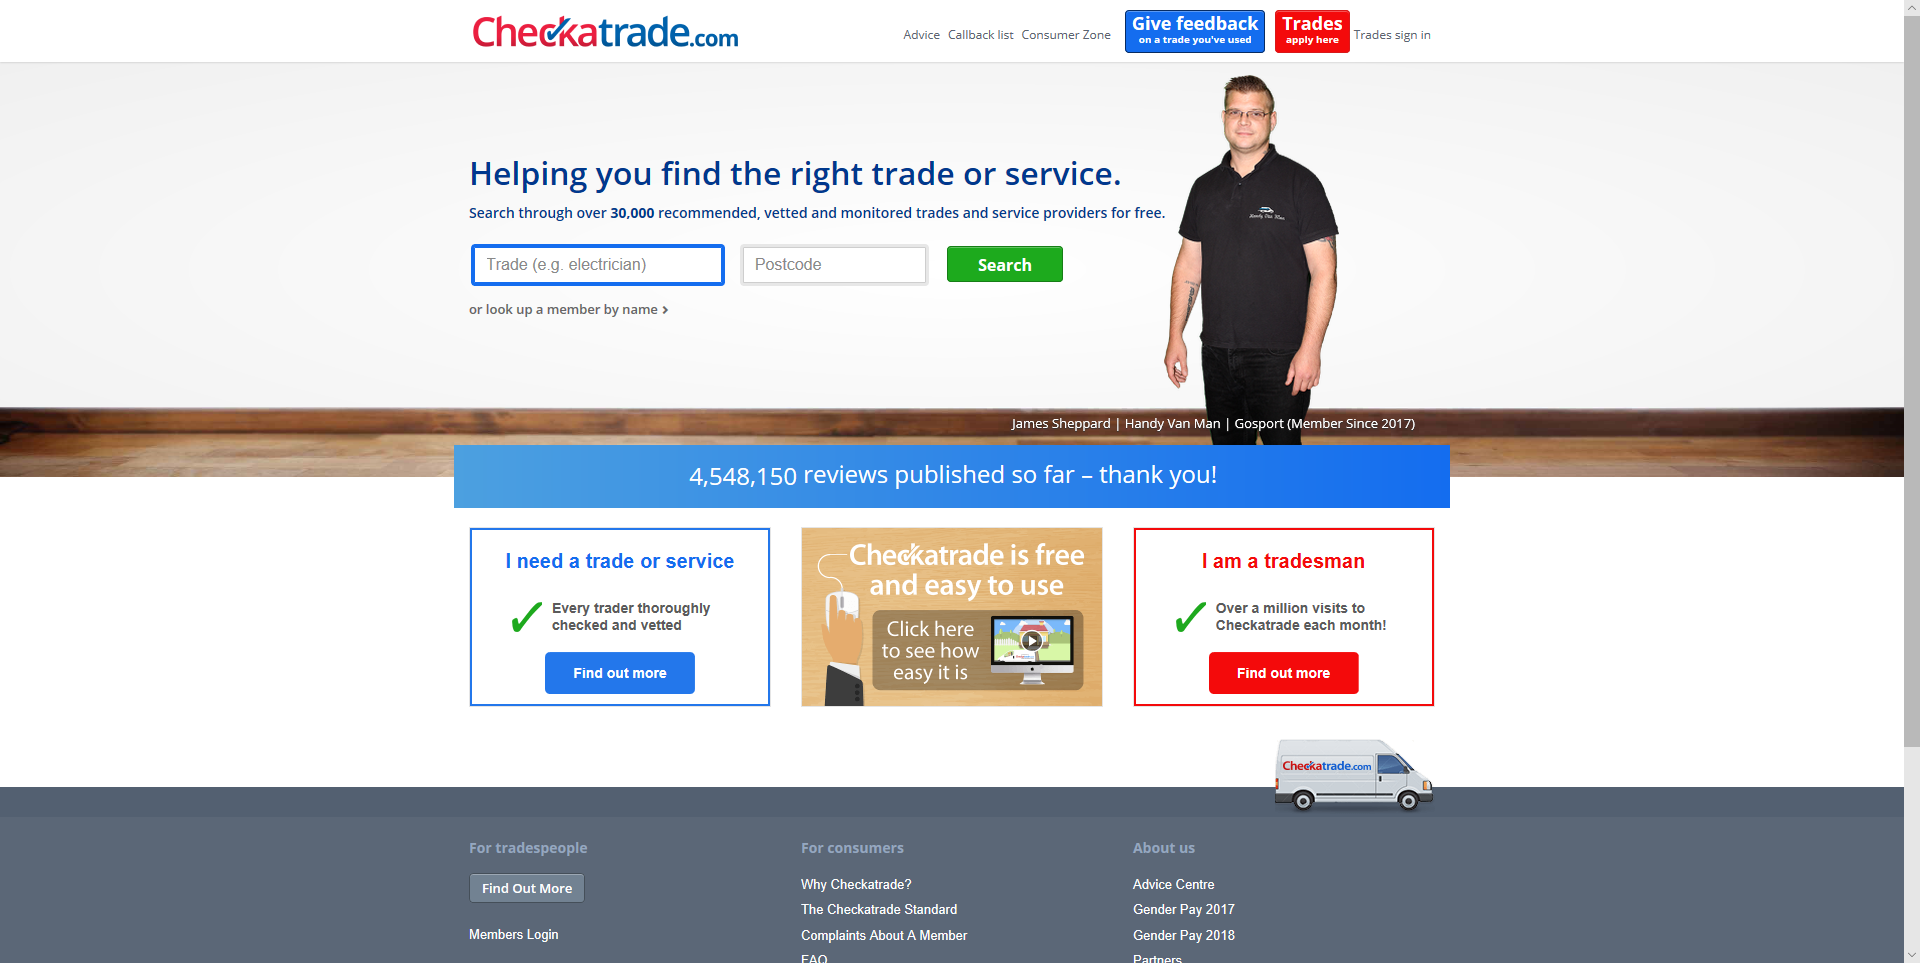 Checkatrade.com
Advice Callback list Consumer Zone
Give feedback
on a trade you've used
Trades
apply here
Trades sign in
Helping you find the right trade or service.
Search through over 30,000 recommended, vetted and monitored trades and service providers for free.
Trade (e.g. electrician)
Postcode
Search
or look up a member by name ›
Handy Van Man
James Sheppard | Handy Van Man | Gosport (Member Since 2017)
4,548,150 reviews published so far – thank you!
I need a trade or service
Every trader thoroughly
checked and vetted
Find out more
Checkatrade is free
and easy to use
Click here
to see how
easy it is
I am a tradesman
Over a million visits to
Checkatrade each month!
Find out more
Checkatrade.com
For tradespeople
Find Out More
Members Login
For consumers
Why Checkatrade?
The Checkatrade Standard
Complaints About A Member
FAQ
About us
Advice Centre
Gender Pay 2017
Gender Pay 2018
Partners